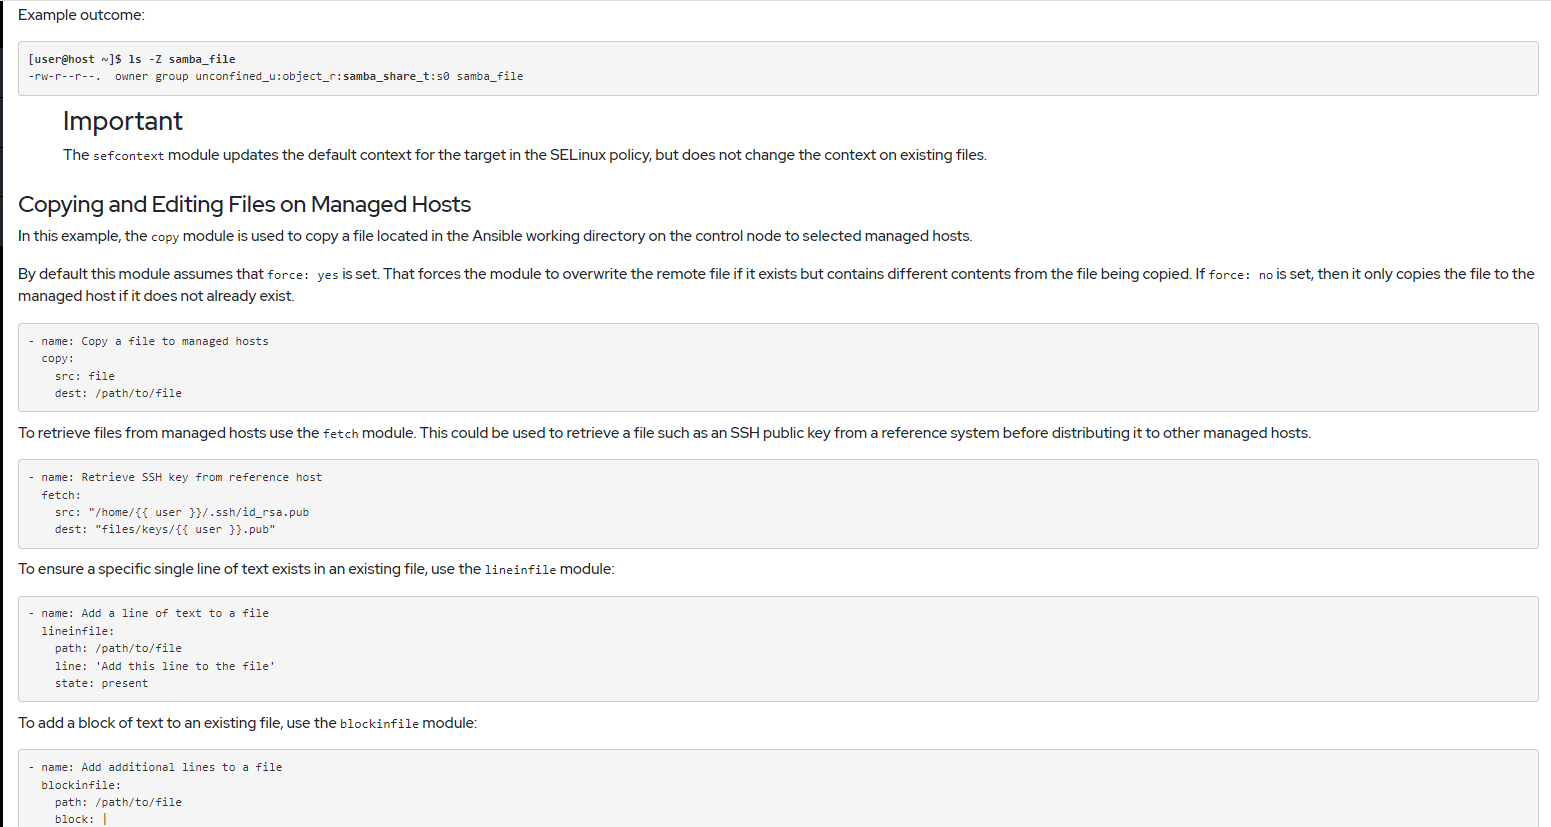 Example outcome:
[user@host ~]$ ls -Z samba_file
-rw-r--r--.  owner group unconfined_u:object_r:samba_share_t:s0 samba_file
Important
The sefcontext module updates the default context for the target in the SELinux policy, but does not change the context on existing files.
Copying and Editing Files on Managed Hosts
In this example, the copy module is used to copy a file located in the Ansible working directory on the control node to selected managed hosts.
By default this module assumes that force: yes is set. That forces the module to overwrite the remote file if it exists but contains different contents from the file being copied. If force: no is set, then it only copies the file to the
managed host if it does not already exist.
- name: Copy a file to managed hosts
  copy:
    src: file
    dest: /path/to/file
To retrieve files from managed hosts use the fetch module. This could be used to retrieve a file such as an SSH public key from a reference system before distributing it to other managed hosts.
- name: Retrieve SSH key from reference host
  fetch:
    src: "/home/{{ user }}/.ssh/id_rsa.pub
    dest: "files/keys/{{ user }}.pub"
To ensure a specific single line of text exists in an existing file, use the lineinfile module:
- name: Add a line of text to a file
  lineinfile:
    path: /path/to/file
    line: 'Add this line to the file'
    state: present
To add a block of text to an existing file, use the blockinfile module:
- name: Add additional lines to a file
  blockinfile:
    path: /path/to/file
    block: |